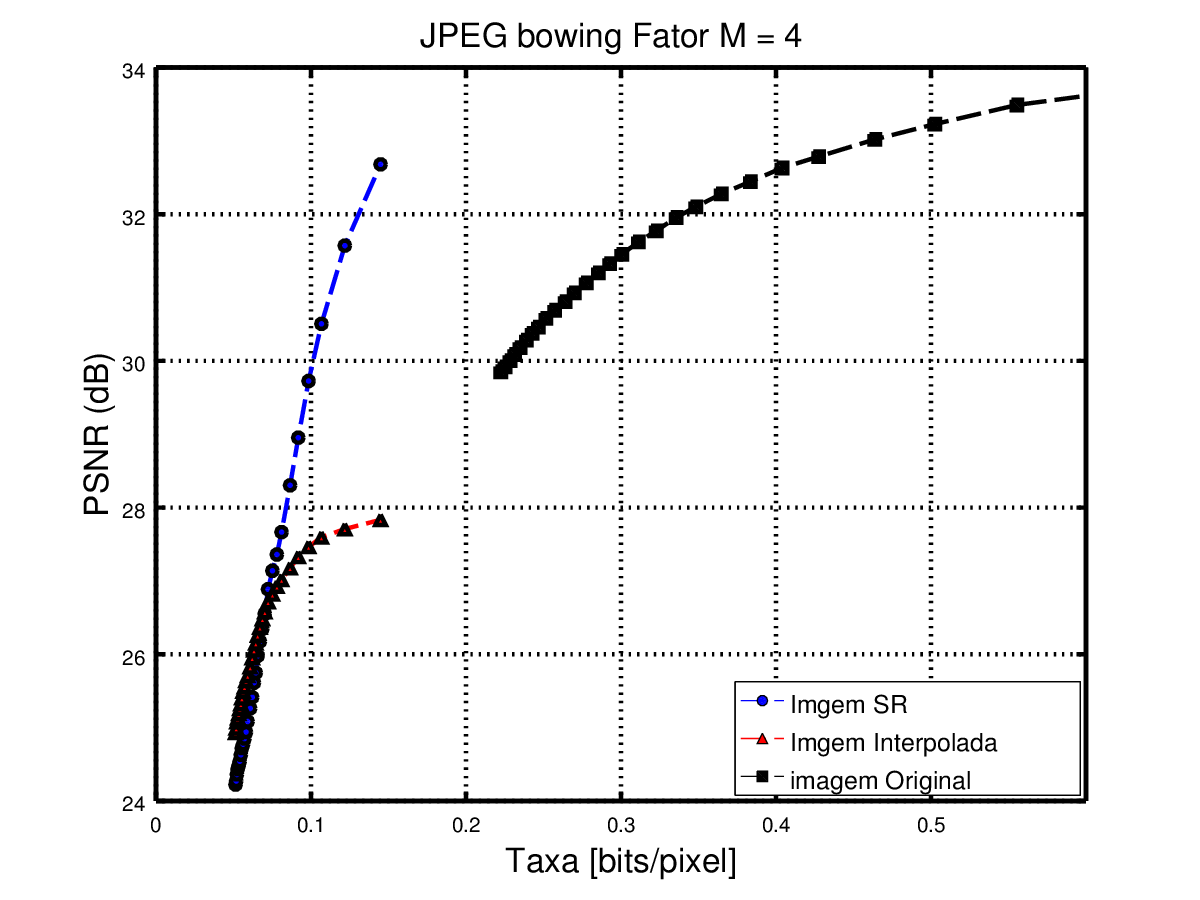 JPEG bowing Fator M = 4
34
32
30
28
26
24
PSNR (dB)
0 0.1 0.2 0.3 0.4 0.5
Taxa [bits/pixel]
Imgem SR
Imgem Interpolada
imagem Original